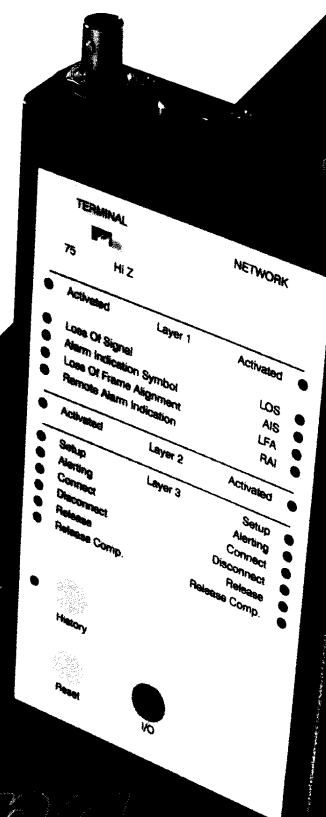 TERMINAL
NETWORK
75 Hi Z
Activated Layer 1 Activated
Loss Of Signal LOS
Alarm Indication Symbol AIS
Loss Of Frame Alignment LFA
Remote Alarm Indication RAI
Activated Layer 2 Activated
Layer 3
Setup Setup
Alerting Alerting
Connect Connect
Disconnect Disconnect
Release Release
Release Comp. Release Comp.
History
Reset
I/O